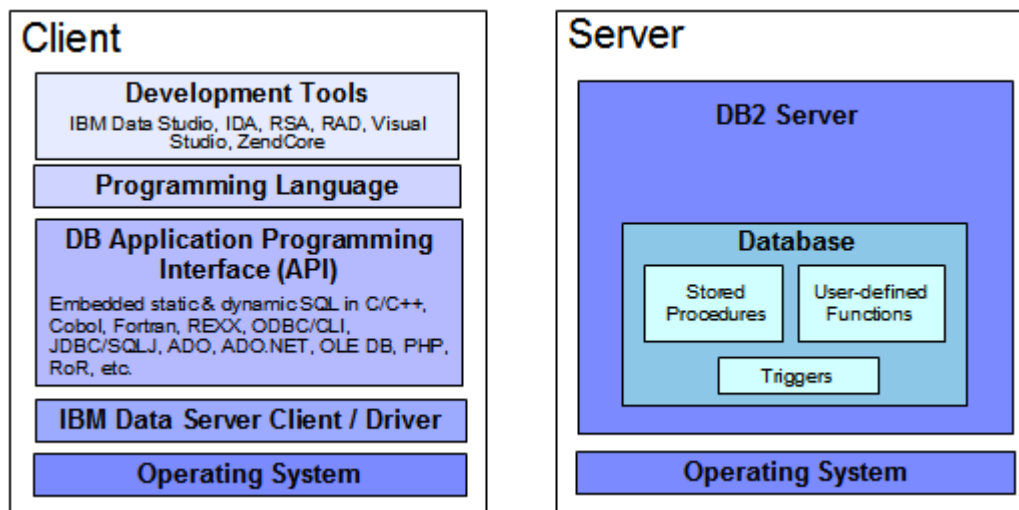 Client
Development Tools
IBM Data Studio, IDA, RSA, RAD, Visual
Studio, ZendCore
Programming Language
DB Application Programming
Interface (API)
Embedded static & dynamic SQL in C/C++,
Cobol, Fortran, REXX, ODBC/CLI,
JDBC/SQLJ, ADO, ADO.NET, OLE DB, PHP,
RoR, etc.
IBM Data Server Client / Driver
Operating System
Server
DB2 Server
Database
Stored
Procedures
User-defined
Functions
Triggers
Operating System